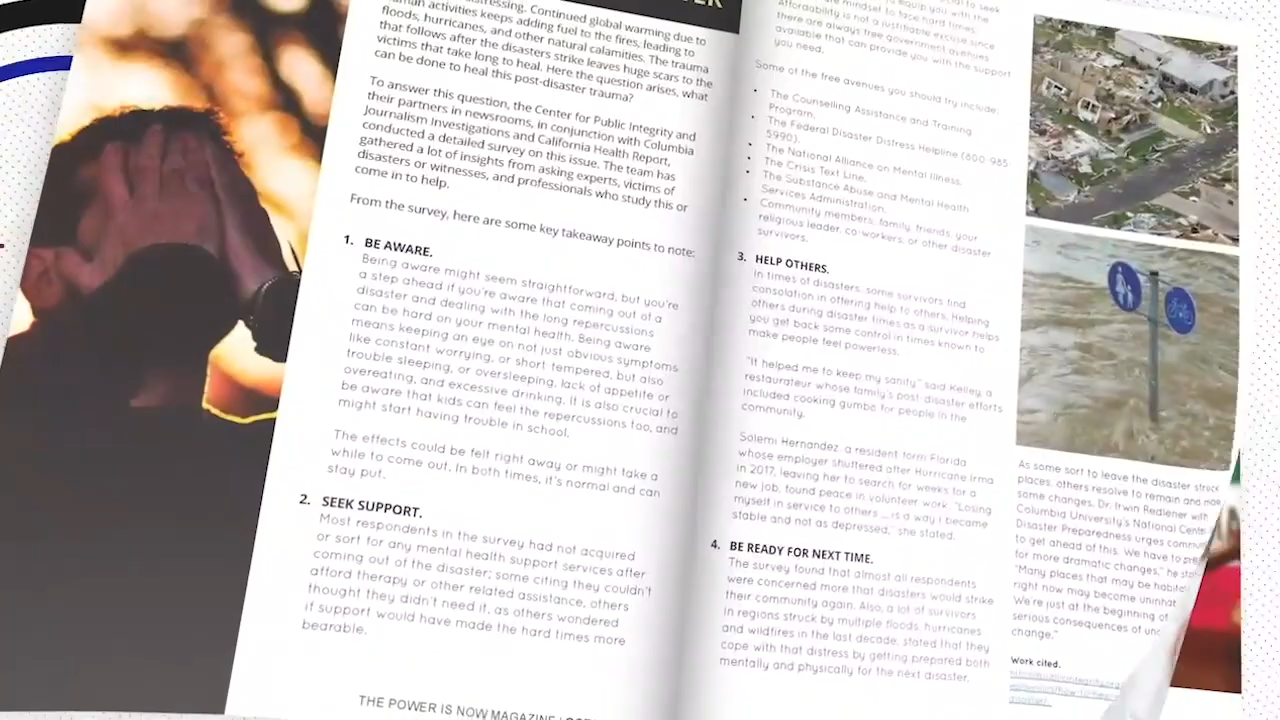 Continued global warming due to
activities keeps adding fuel to the fires, leading to
floods, hurricanes, and other natural calamities. The trauma
that follows after the disasters strike leaves huge scars to the
victims that take long to heal. Here the question arises, what
can be done to heal this post-disaster trauma?
To answer this question, the Center for Public Integrity and
their partners in newsrooms, in conjunction with Columbia
Journalism Investigations and California Health Report,
conducted a detailed survey on this issue. The team has
gathered a lot of insights from asking experts, victims of
disasters or witnesses, and professionals who study this or
come in to help.
From the survey, here are some key takeaway points to note:
1. BE AWARE.
Being aware might seem straightforward, but you're
a step ahead if you're aware that coming out of a
disaster and dealing with the long repercussions
can be hard on your mental health. Being aware
means keeping an eye on not just obvious symptoms
like constant worrying, or short tempered, but also
trouble sleeping, or oversleeping, lack of appetite or
overeating, and excessive drinking. It is also crucial to
be aware that kids can feel the repercussions too, and
might start having trouble in school.
The effects could be felt right away or might take a
while to come out. In both times, it's normal and can
stay put.
2. SEEK SUPPORT.
Most respondents in the survey had not acquired
or sort for any mental health support services after
coming out of the disaster; some citing they couldn't
afford therapy or other related assistance, others
thought they didn't need it, as others wondered
if support would have made the hard times more
bearable.
THE POWER IS NOW MAGAZINE
to seek
equip you with the
mindset to face hard times.
Affordability is not a justifiable excuse since
there are always free government avenues
available that can provide you with the support
you need.
Some of the free avenues you should try include:
• The Counselling Assistance and Training
Program.
• The Federal Disaster Distress Helpline (800-985-
5990).
• The National Alliance on Mental Illness.
• The Crisis Text Line.
• The Substance Abuse and Mental Health
Services Administration.
• Community members, family, friends, your
religious leader, co-workers, or other disaster
survivors.
3. HELP OTHERS.
In times of disasters, some survivors find
consolation in offering help to others. Helping
others during disaster times as a survivor helps
you get back some control in times known to
make people feel powerless.
"It helped me to keep my sanity," said Kelley, a
restaurateur whose family's post-disaster efforts
included cooking gumbo for people in the
community.
Solemi Hernandez, a resident form Florida
whose employer shuttered after Hurricane Irma
in 2017, leaving her to search for weeks for a
new job, found peace in volunteer work. "Losing
myself in service to others ... is a way I became
stable and not as depressed," she stated.
4. BE READY FOR NEXT TIME.
The survey found that almost all respondents
were concerned more that disasters would strike
their community again. Also, a lot of survivors
in regions struck by multiple floods, hurricanes
and wildfires in the last decade, stated that they
cope with that distress by getting prepared both
mentally and physically for the next disaster.
As some sort to leave the disaster struck
places, others resolve to remain and
some changes. Dr. Irwin Redlener with
Columbia University's National
Disaster Preparedness urges
to get ahead of this. We have to
for more dramatic changes," he
"Many places that may be
right now may become
We're just at the beginning of
serious consequences of
change."
Work cited.